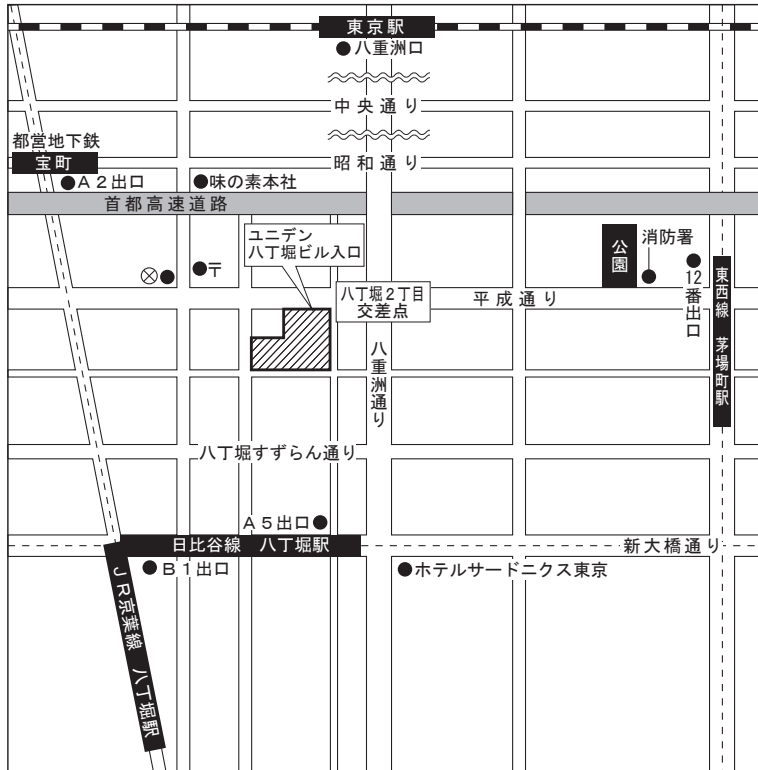 東京駅
八重洲口
中央通り
都営地下鉄
宝町
昭和通り
A2出口
味の素本社
首都高速道路
ユニデン
八丁堀ビル入口
公園
消防署
〒
12番出口
東西線 茅場町駅
八丁堀2丁目
交差点
平成通り
八重洲通り
八丁堀すずらん通り
A5出口
日比谷線 八丁堀駅
新大橋通り
B1出口
ホテルサードニクス東京
JR京葉線 八丁堀駅